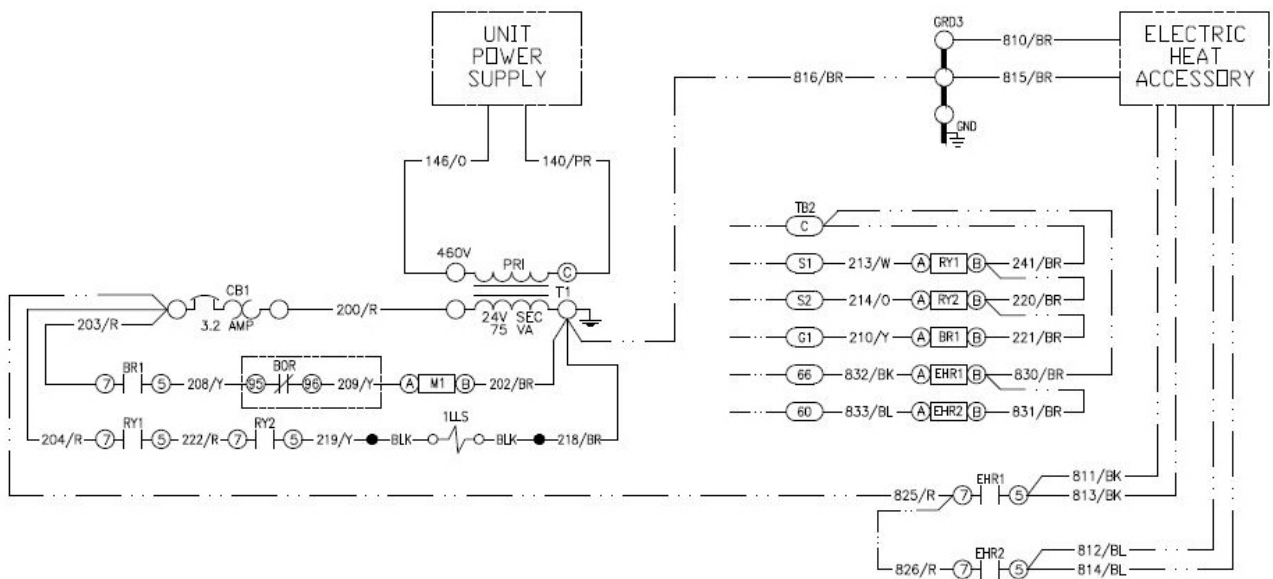 UNIT
POWER
SUPPLY
GRD3
810/BR
ELECTRIC
HEAT
ACCESSORY
816/BR
815/BR
GND
146/O
140/PR
460V
PRI
C
T1
CB1
3.2 AMP
200/R
24V SEC
75 VA
203/R
7 BR1 5 208/Y 95 BOR 96 209/Y A M1 B 202/BR
204/R 7 RY1 5 222/R 7 RY2 5 219/Y BLK 1LLS BLK 218/BR
TB2
C
S1 213/W A RY1 B 241/BR
S2 214/O A RY2 B 220/BR
G1 210/Y A BR1 B 221/BR
66 832/BK A EHR1 B 830/BR
60 833/BL A EHR2 B 831/BR
811/BK
825/R 7 EHR1 5 813/BK
812/BL
826/R 7 EHR2 5 814/BL